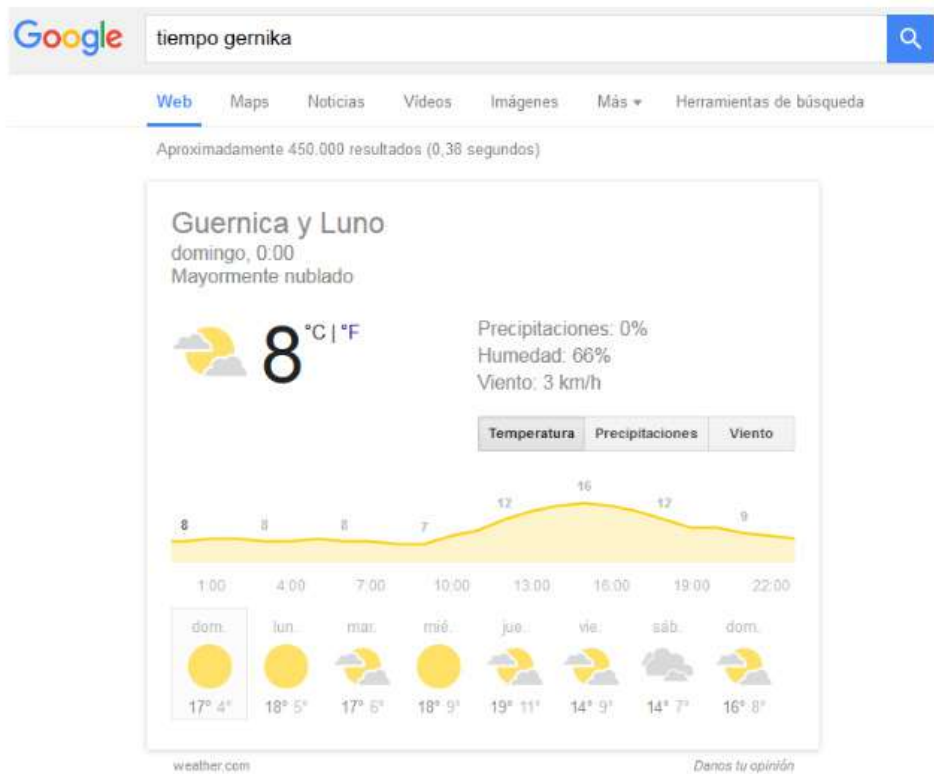 Google tiempo gernika
Web Maps Noticias Vídeos Imágenes Más Herramientas de búsqueda
Aproximadamente 450.000 resultados (0,38 segundos)
Guernica y Luno
domingo, 0:00
Mayormente nublado
8 °C | °F
Precipitaciones: 0%
Humedad: 66%
Viento: 3 km/h
Temperatura Precipitaciones Viento
8 8 8 7 12 16 12 9
1:00 4:00 7:00 10:00 13:00 16:00 19:00 22:00
dom. lun. mar. mié. jue. vie. sáb. dom.
17° 4° 18° 5° 17° 6° 18° 9° 19° 11° 14° 9° 14° 7° 16° 8°
weather.com Danos tu opinión